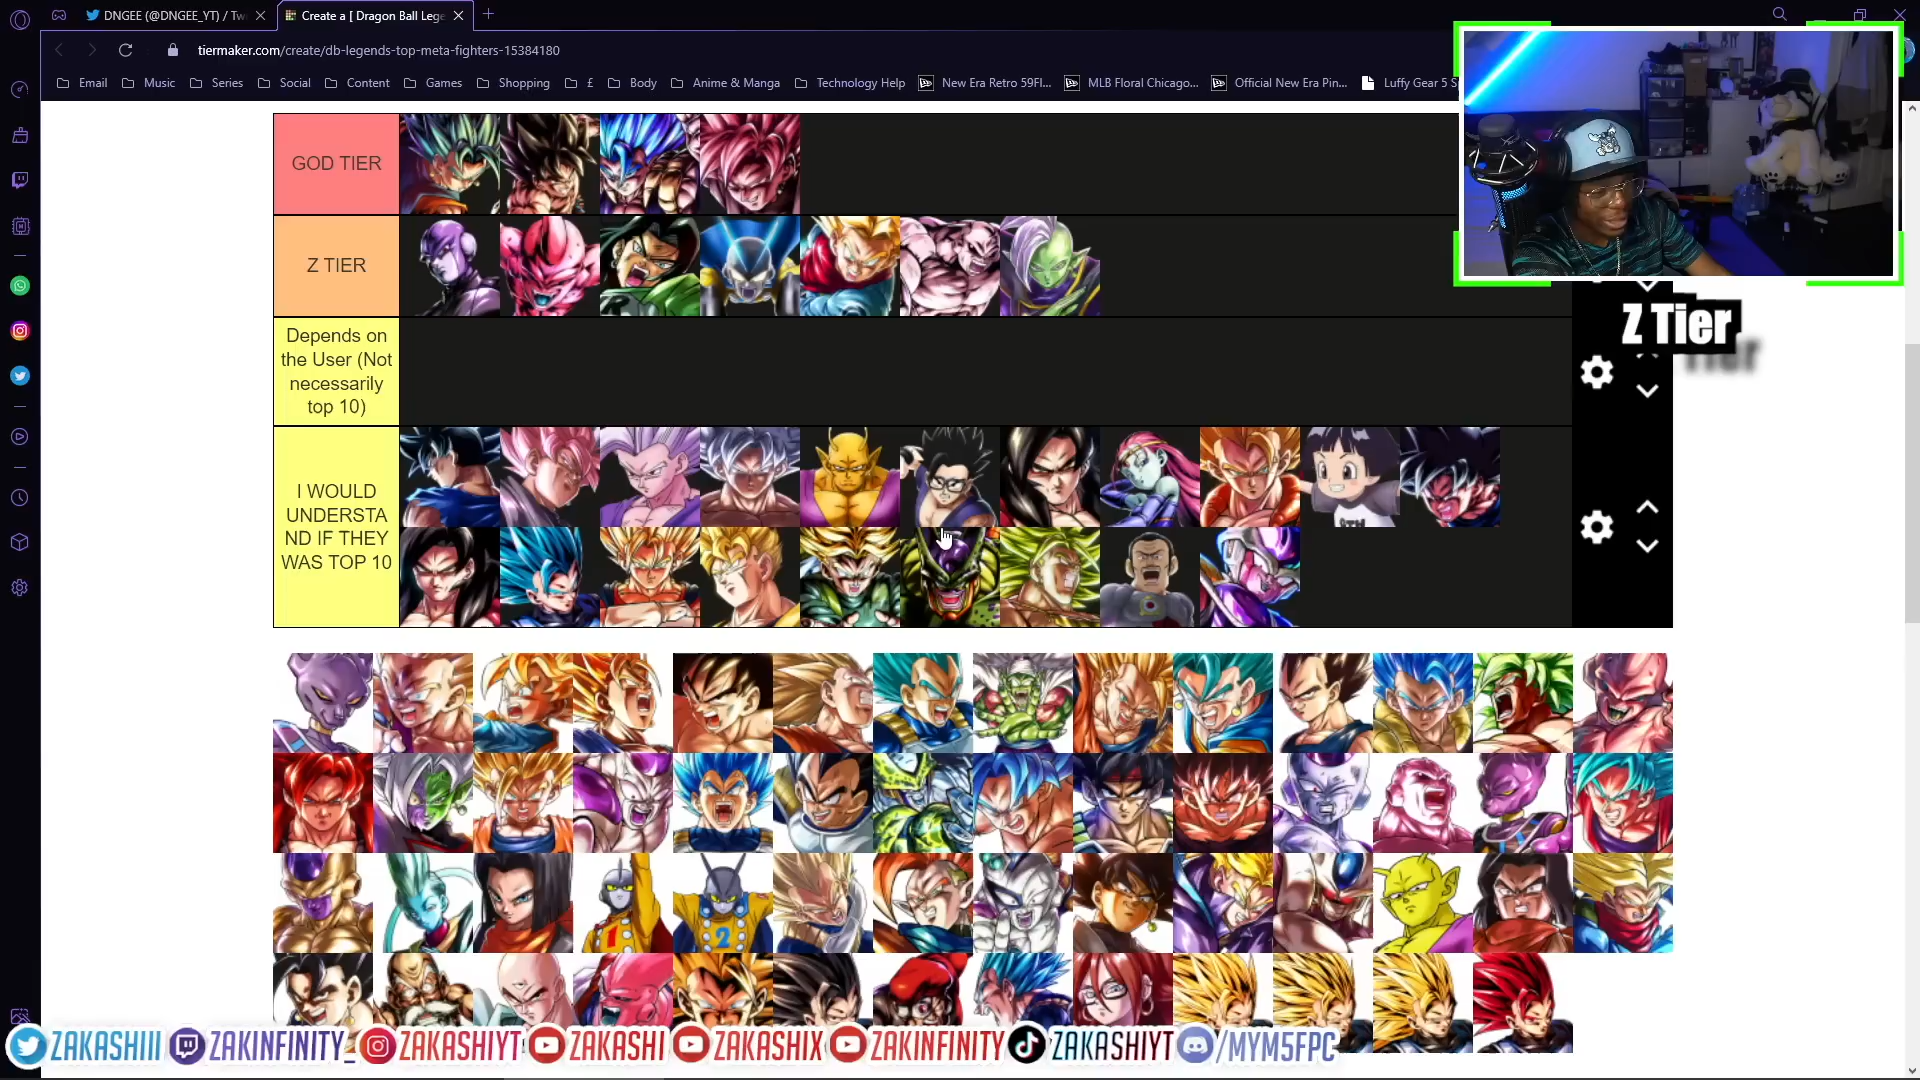 DNGEE (@DNGEE_YT) / Tw
Create a [ Dragon Ball Lege
tiermaker.com/create/db-legends-top-meta-fighters-15384180
Email
Music
Series
Social
Content
Games
Shopping
£
Body
Anime & Manga
Technology Help
New Era Retro 59FI...
MLB Floral Chicago...
Official New Era Pin...
Luffy Gear 5 S
GOD TIER
Z TIER
Z Tier
Depends on
the User (Not
necessarily
top 10)
I WOULD
UNDERSTA
ND IF THEY
WAS TOP 10
1
2
ZAKASHIII
ZAKINFINITY_
ZAKASHIYT
ZAKASHI
ZAKASHIX
ZAKINFINITY
ZAKASHIYT
/MYM5FPC